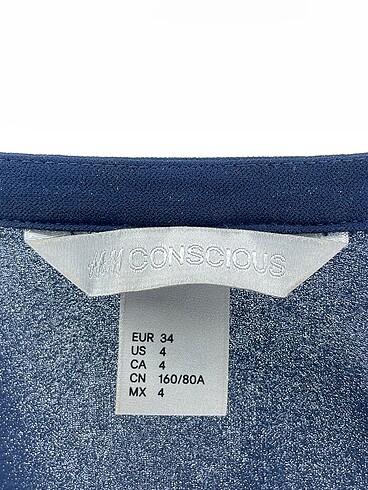 H&M CONSCIOUS
EUR 34
US 4
CA 4
CN 160/80A
MX 4